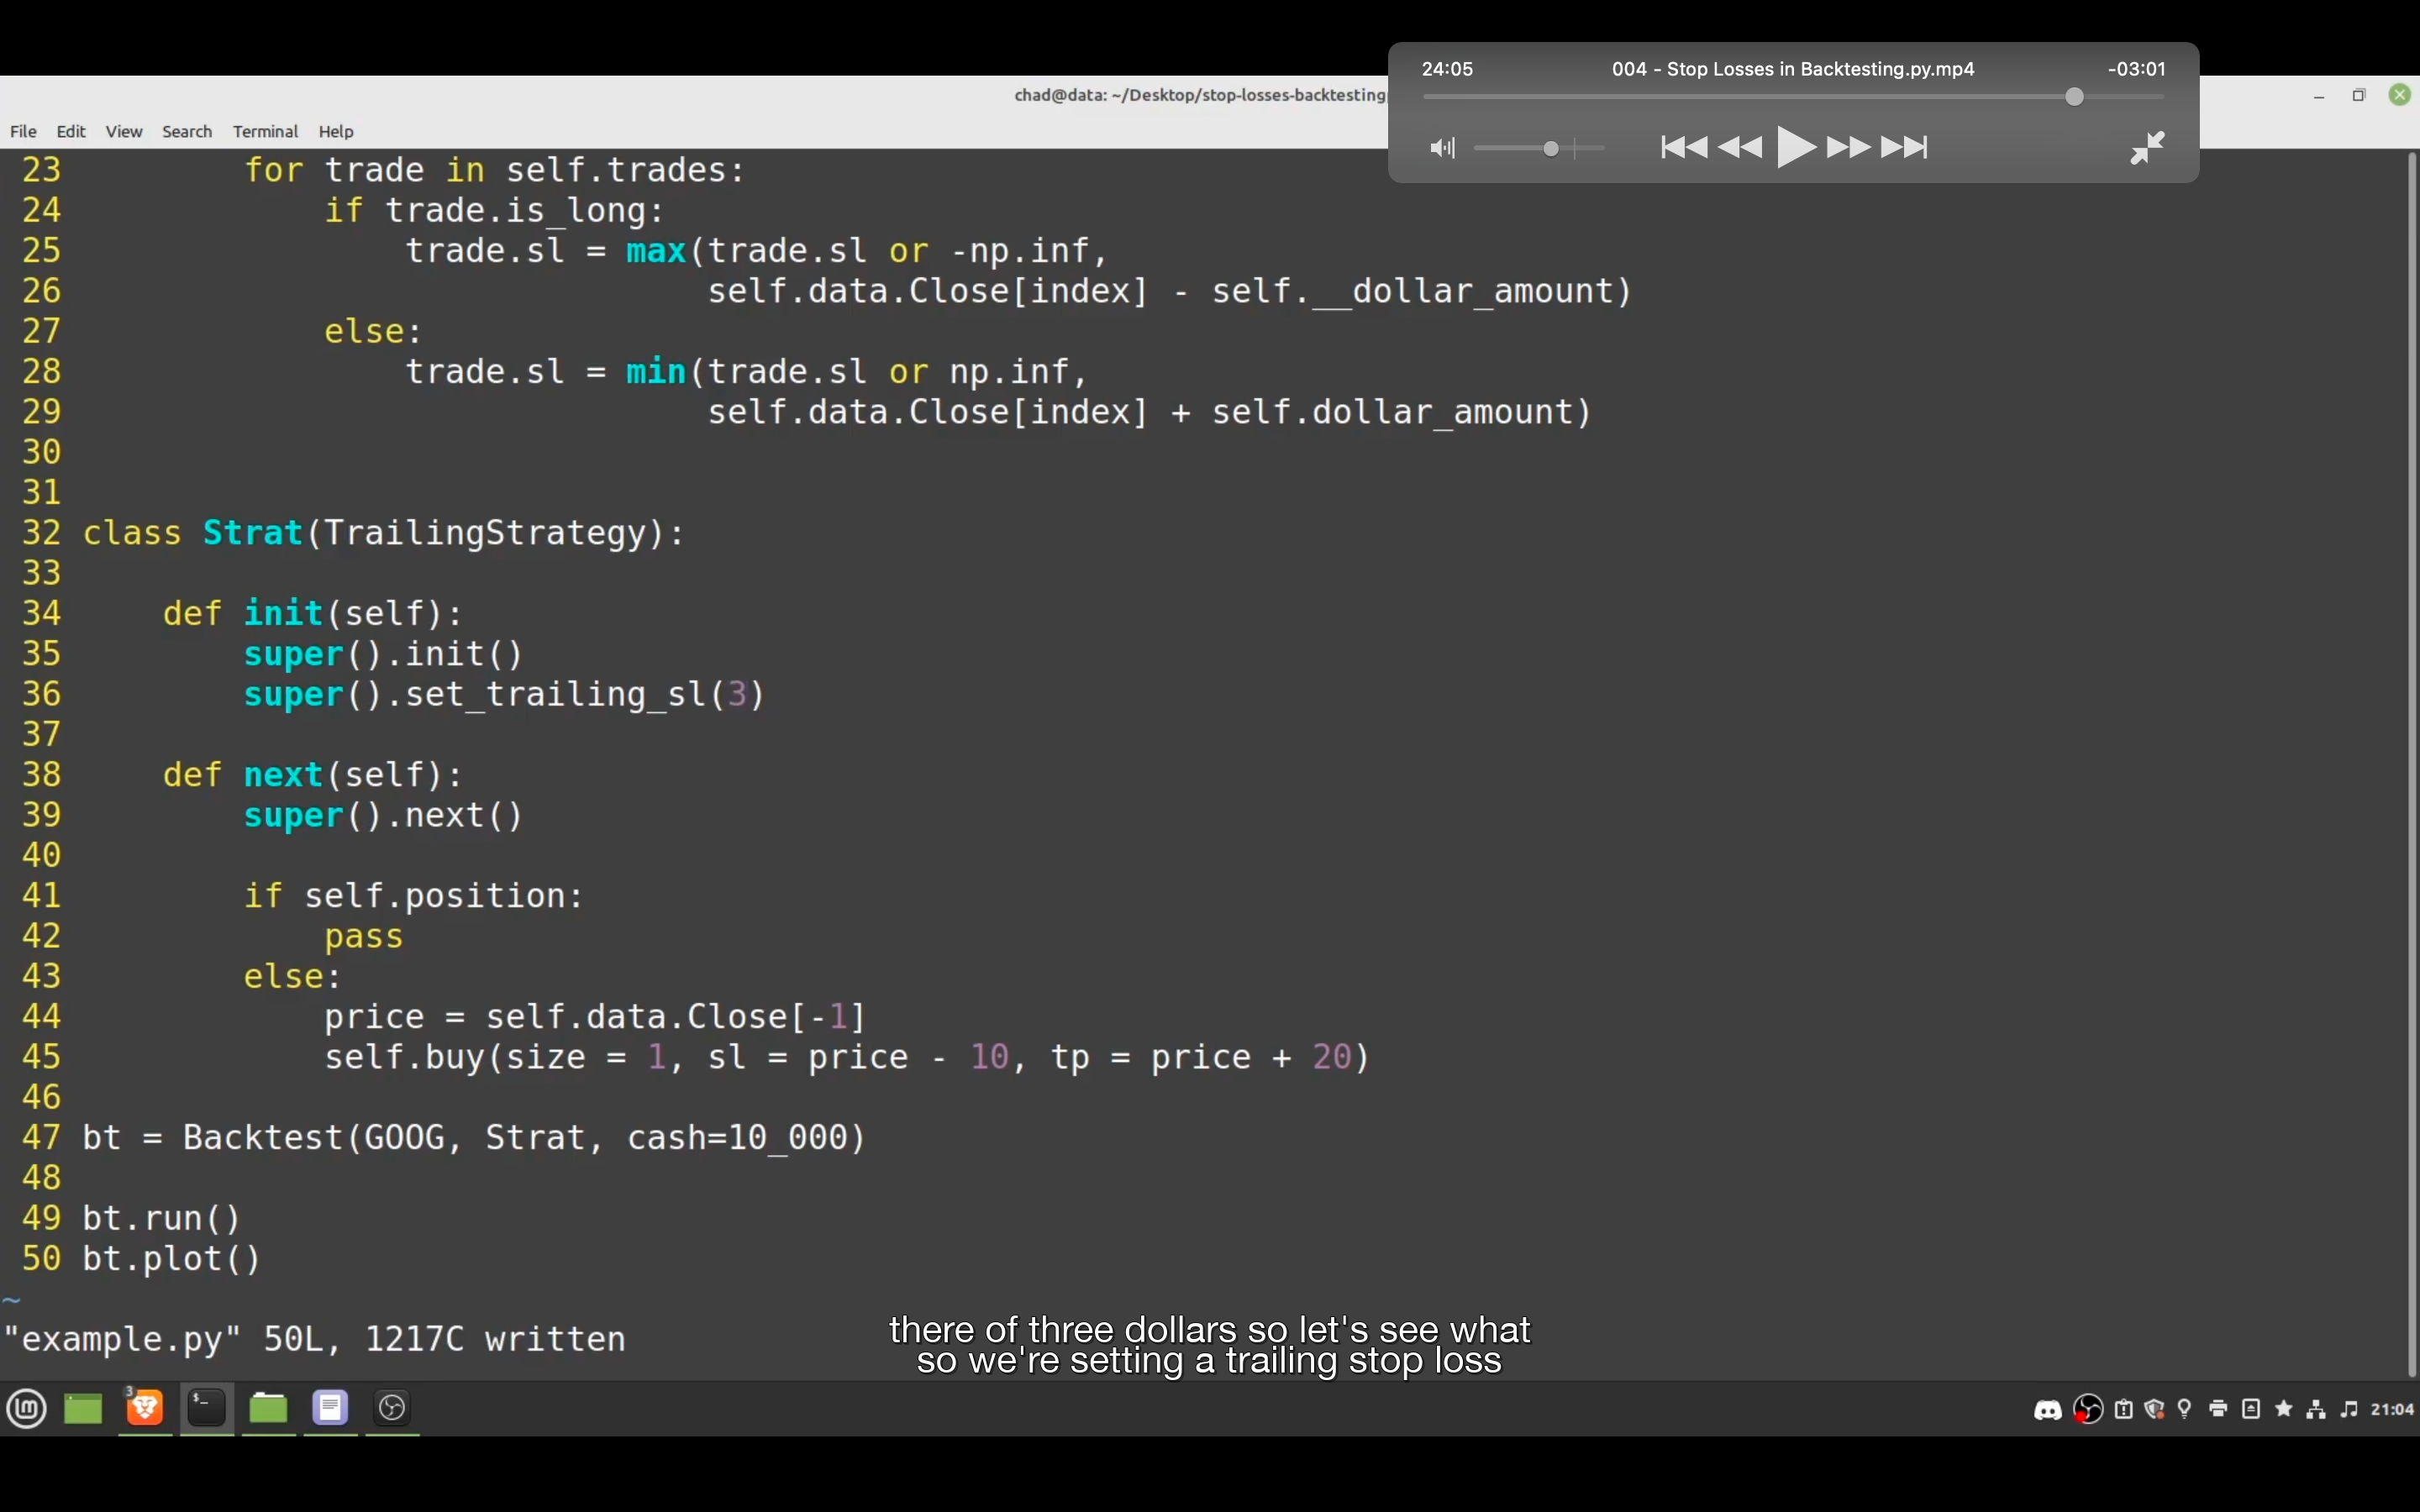 24:05 004 - Stop Losses in Backtesting.py.mp4 -03:01
chad@data: ~/Desktop/stop-losses-backtesting
File Edit View Search Terminal Help
23         for trade in self.trades:
24             if trade.is_long:
25                 trade.sl = max(trade.sl or -np.inf,
26                                self.data.Close[index] - self.__dollar_amount)
27             else:
28                 trade.sl = min(trade.sl or np.inf,
29                                self.data.Close[index] + self.dollar_amount)
30
31
32 class Strat(TrailingStrategy):
33
34     def init(self):
35         super().init()
36         super().set_trailing_sl(3)
37
38     def next(self):
39         super().next()
40
41         if self.position:
42             pass
43         else:
44             price = self.data.Close[-1]
45             self.buy(size = 1, sl = price - 10, tp = price + 20)
46
47 bt = Backtest(GOOG, Strat, cash=10_000)
48
49 bt.run()
50 bt.plot()
~
"example.py" 50L, 1217C written
there of three dollars so let's see what
so we're setting a trailing stop loss
3
$_
21:04